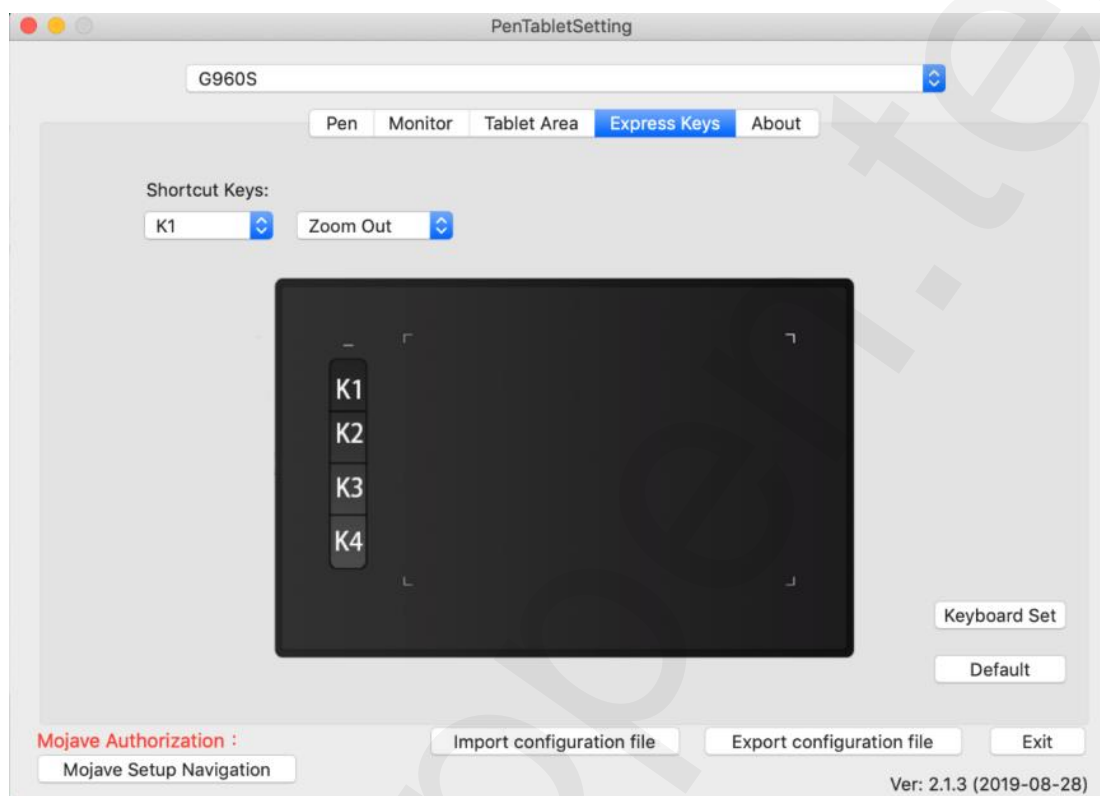 PenTabletSetting
G960S
Pen Monitor Tablet Area Express Keys About
Shortcut Keys:
K1 Zoom Out
K1
K2
K3
K4
Keyboard Set
Default
Mojave Authorization：
Import configuration file Export configuration file Exit
Mojave Setup Navigation
Ver: 2.1.3 (2019-08-28)